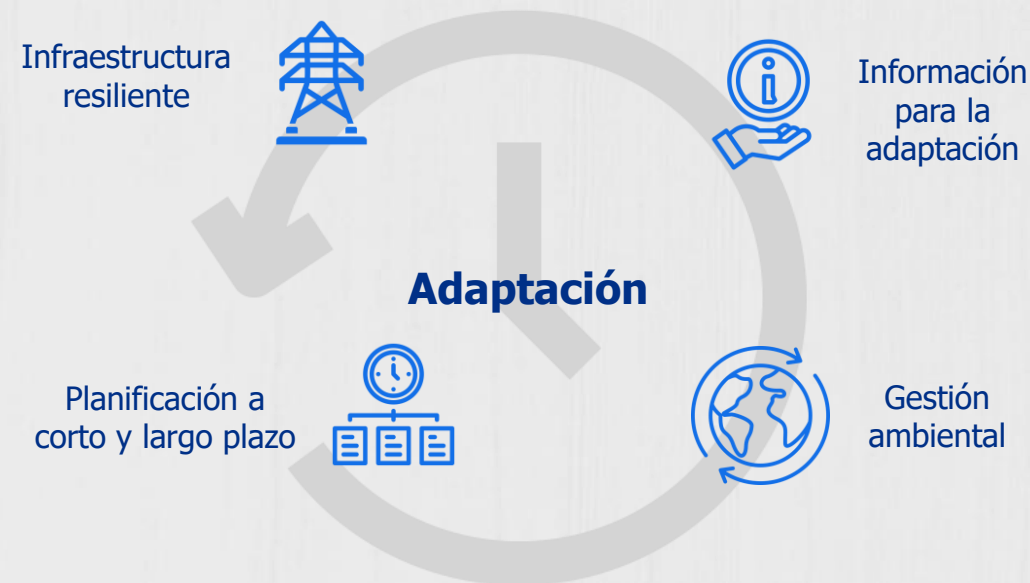 Infraestructura
resiliente
Información
para la
adaptación
Adaptación
Planificación a
corto y largo plazo
Gestión
ambiental